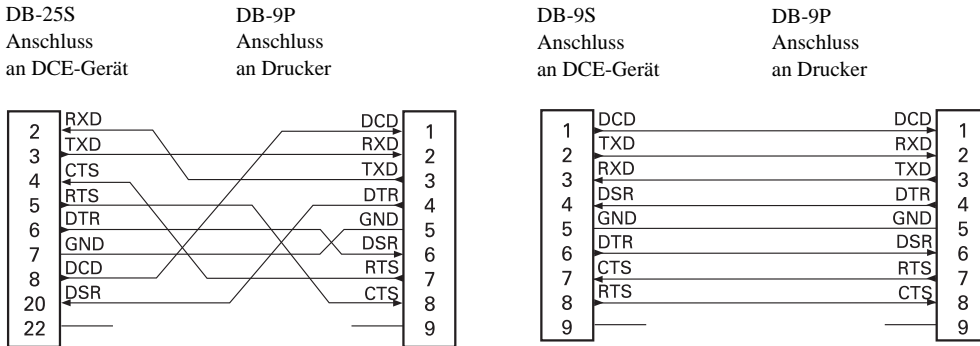 DB-25S
Anschluss
an DCE-Gerät
DB-9P
Anschluss
an Drucker
2 RXD DCD 1
3 TXD RXD 2
4 CTS TXD 3
5 RTS DTR 4
6 DTR GND 5
7 GND DSR 6
8 DCD RTS 7
20 DSR CTS 8
22 9
DB-9S
Anschluss
an DCE-Gerät
DB-9P
Anschluss
an Drucker
1 DCD DCD 1
2 TXD RXD 2
3 RXD TXD 3
4 DSR DTR 4
5 GND GND 5
6 DTR DSR 6
7 CTS RTS 7
8 RTS CTS 8
9 9